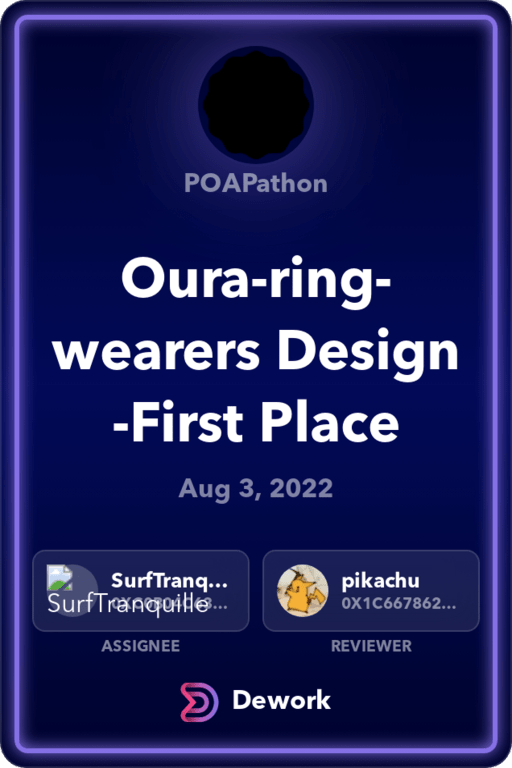 POAPathon
Oura-ring-
wearers Design
-First Place
Aug 3, 2022
SurfTranq...
SurfTranquille
pikachu
0X1C667862...
ASSIGNEE
REVIEWER
Dework